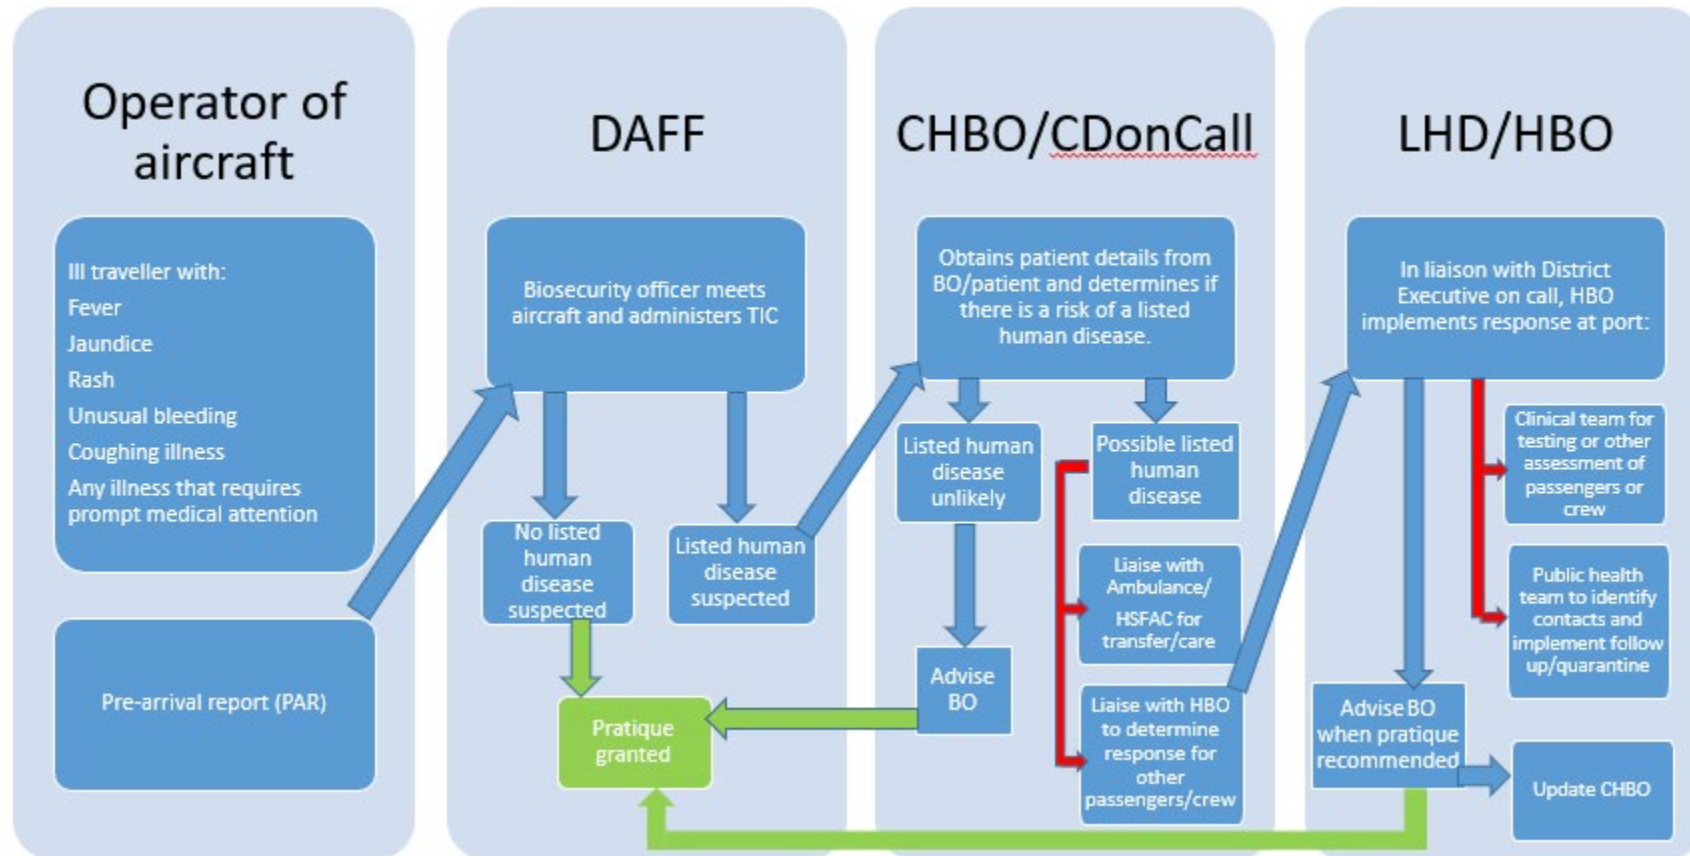 Operator of
aircraft
Ill traveller with:
Fever
Jaundice
Rash
Unusual bleeding
Coughing illness
Any illness that requires
prompt medical attention
Pre-arrival report (PAR)
DAFF
Biosecurity officer meets
aircraft and administers TIC
No listed
human
disease
suspected
Listed human
disease
suspected
Pratique
granted
CHBO/CDonCall
Obtains patient details from
BO/patient and determines if
there is a risk of a listed
human disease.
Listed human
disease
unlikely
Possible listed
human
disease
Liaise with
Ambulance/
HSFAC for
transfer/care
Advise
BO
Liaise with HBO
to determine
response for
other
passengers/crew
LHD/HBO
In liaison with District
Executive on call, HBO
implements response at port:
Clinical team for
testing or other
assessment of
passengers or
crew
Public health
team to identify
contacts and
implement follow
up/quarantine
Advise BO
when pratique
recommended
Update CHBO